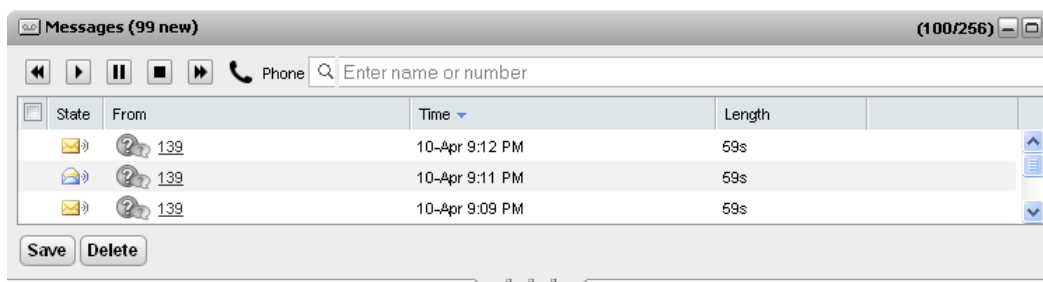 Messages (99 new) (100/256)
Phone Enter name or number
State From Time Length
139 10-Apr 9:12 PM 59s
139 10-Apr 9:11 PM 59s
139 10-Apr 9:09 PM 59s
Save Delete